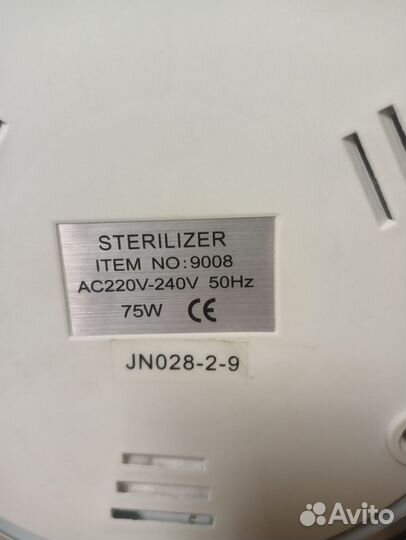 STERILIZER
ITEM NO:9008
AC220V-240V 50Hz
75W CE
JN028-2-9
Avito